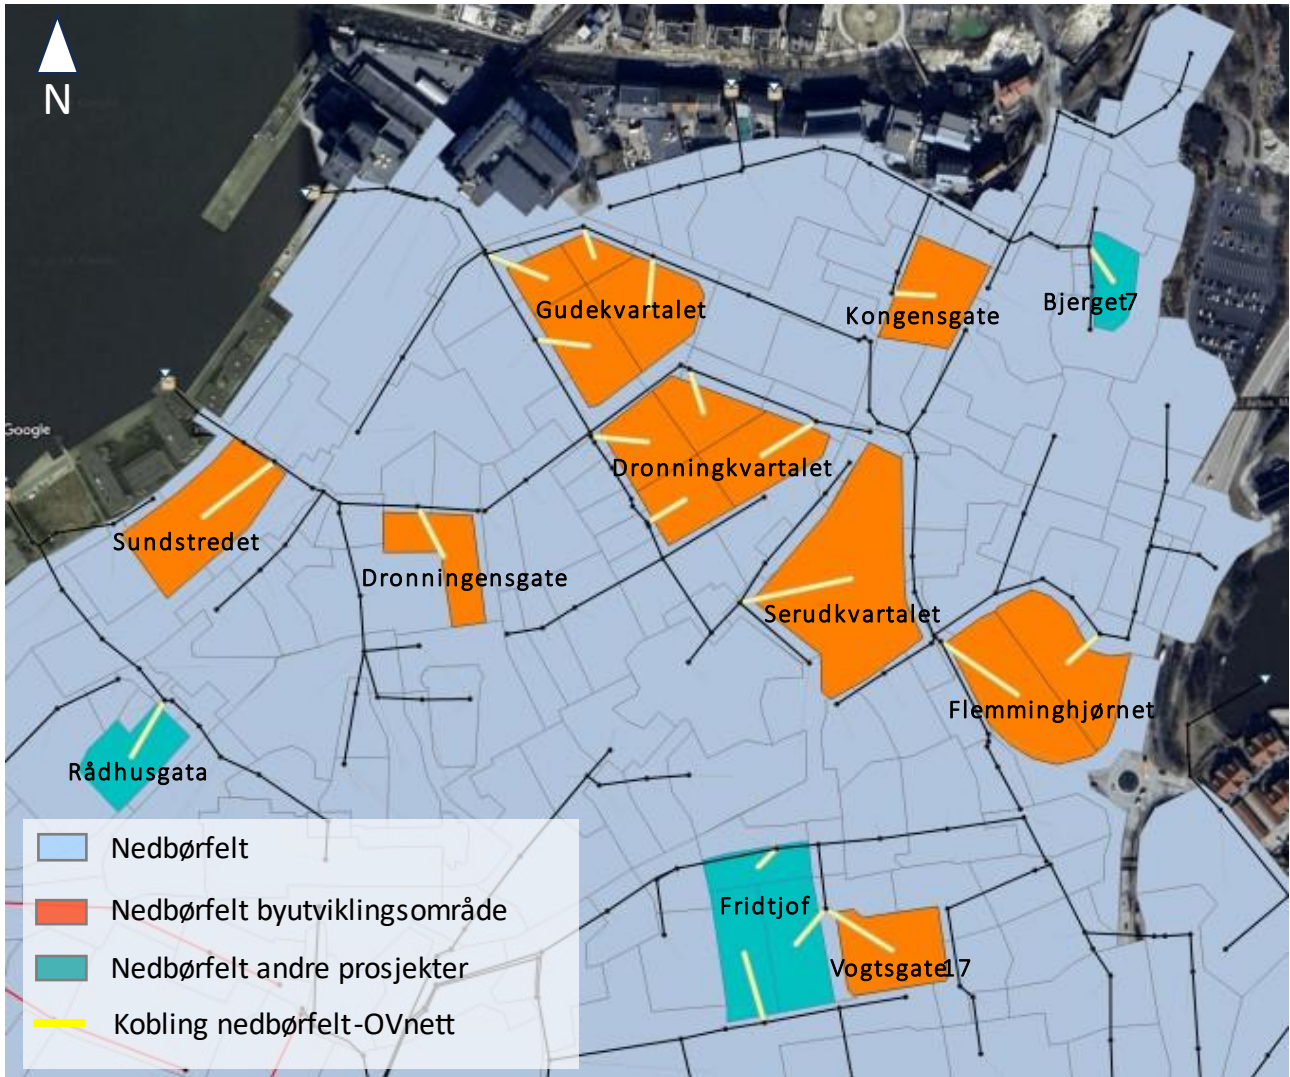 N
Gudekvartalet
Kongensgate
Bjerget7
Google
Dronningkvartalet
Sundstredet
Dronningensgate
Serudkvartalet
Flemminghjørnet
Rådhusgata
Fridtjof
Vogtsgate17
Nedbørfelt
Nedbørfelt byutviklingsområde
Nedbørfelt andre prosjekter
Kobling nedbørfelt-OVnett